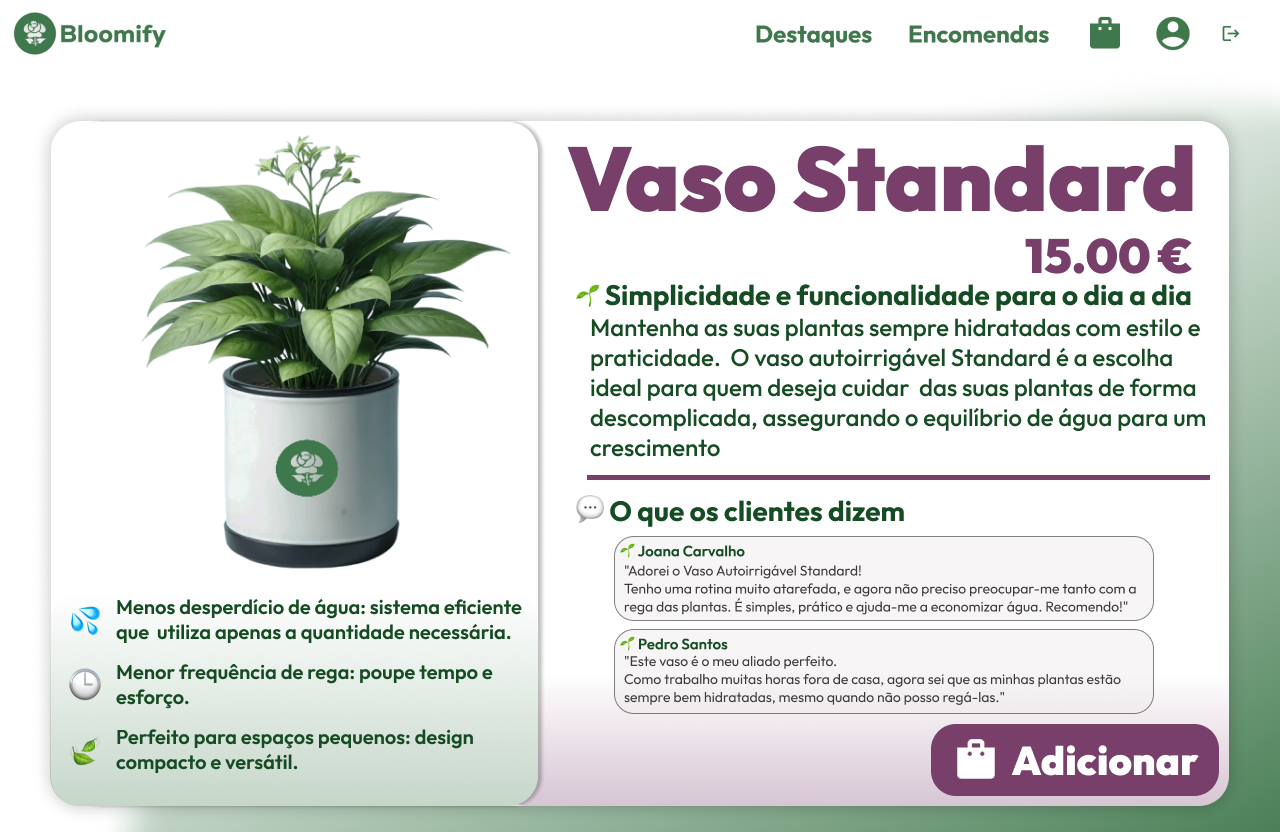 Bloomify
Destaques
Encomendas
Vaso Standard
15.00 €
Simplicidade e funcionalidade para o dia a dia
Mantenha as suas plantas sempre hidratadas com estilo e
praticidade.  O vaso autoirrigável Standard é a escolha
ideal para quem deseja cuidar  das suas plantas de forma
descomplicada, assegurando o equilíbrio de água para um
crescimento
O que os clientes dizem
Joana Carvalho
"Adorei o Vaso Autoirrigável Standard!
Tenho uma rotina muito atarefada, e agora não preciso preocupar-me tanto com a
rega das plantas. É simples, prático e ajuda-me a economizar água. Recomendo!"
Pedro Santos
"Este vaso é o meu aliado perfeito.
Como trabalho muitas horas fora de casa, agora sei que as minhas plantas estão
sempre bem hidratadas, mesmo quando não posso regá-las."
Adicionar
Menos desperdício de água: sistema eficiente
que  utiliza apenas a quantidade necessária.
Menor frequência de rega: poupe tempo e
esforço.
Perfeito para espaços pequenos: design
compacto e versátil.